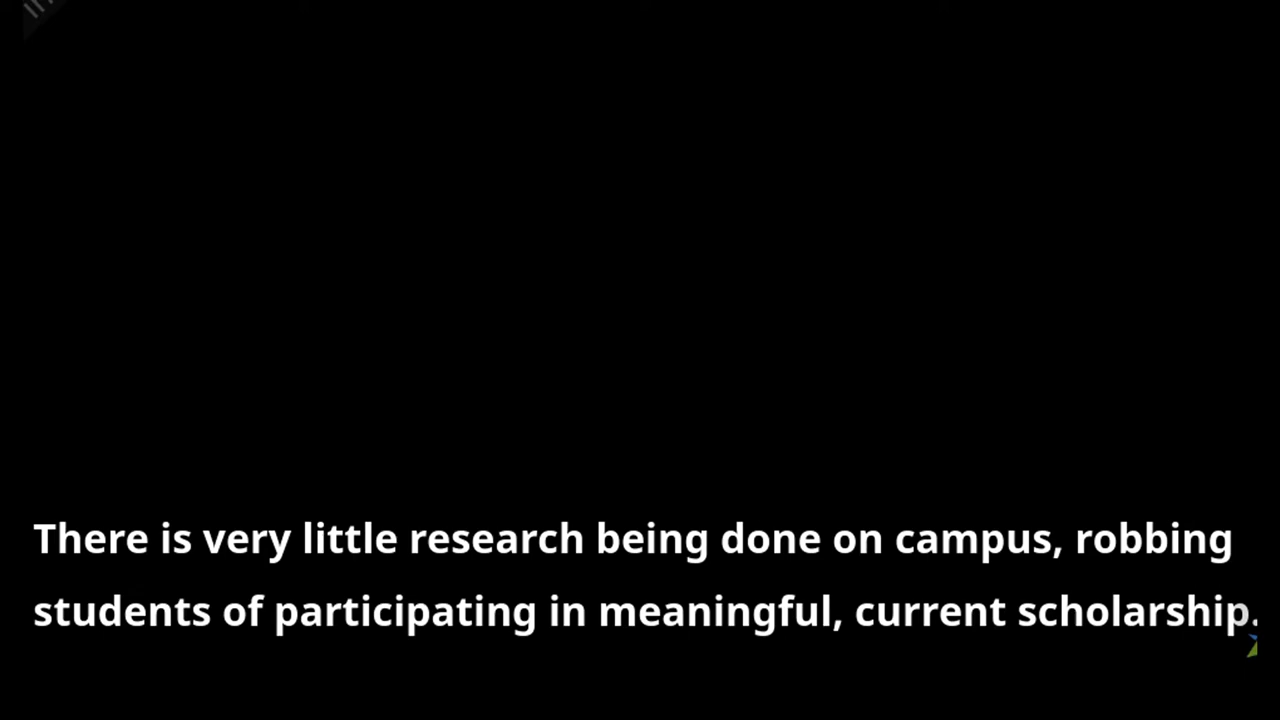 There is very little research being done on campus, robbing
students of participating in meaningful, current scholarship.